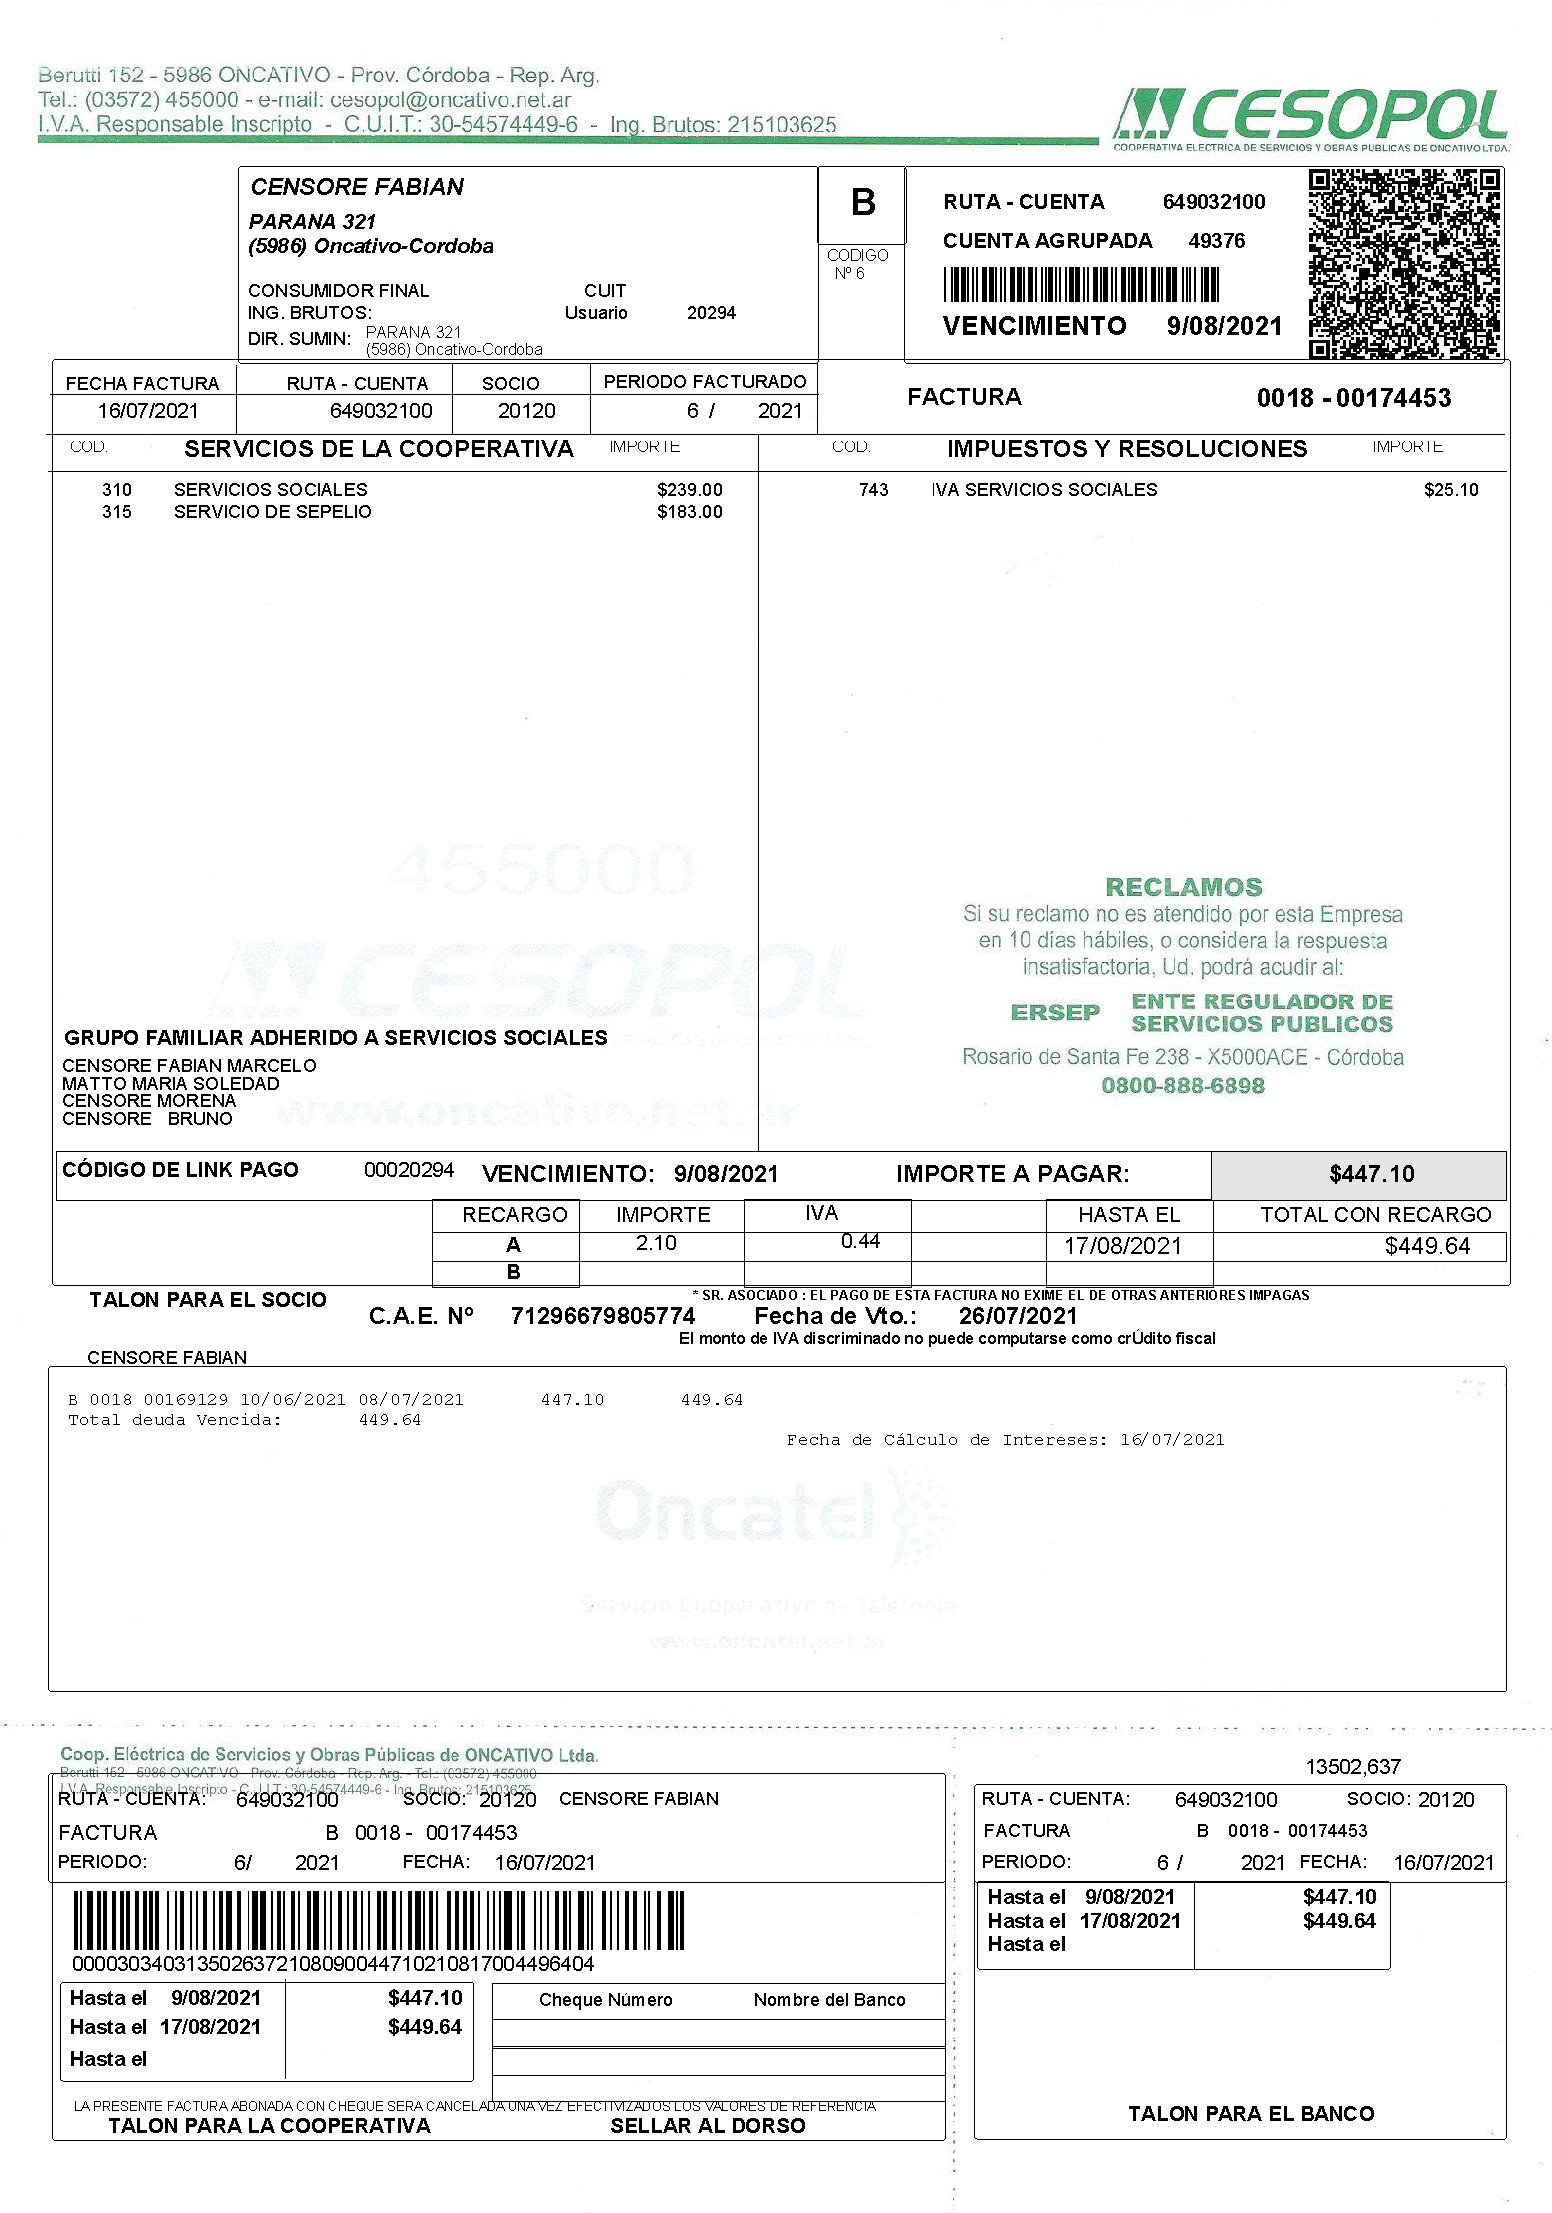 Berutti 152 - 5986 ONCATIVO - Prov. Córdoba - Rep. Arg.
Tel.: (03572) 455000 - e-mail: cesopol@oncativo.net.ar
I.V.A. Responsable Inscripto - C.U.I.T.: 30-54574449-6 - Ing. Brutos: 215103625
CESOPOL
COOPERATIVA ELECTRICA DE SERVICIOS Y OBRAS PUBLICAS DE ONCATIVO LTDA.
CENSORE FABIAN
PARANA 321
(5986) Oncativo-Cordoba
CONSUMIDOR FINAL CUIT
ING. BRUTOS: Usuario 20294
DIR. SUMIN: PARANA 321
(5986) Oncativo-Cordoba
B
CODIGO
Nº 6
RUTA - CUENTA 649032100
CUENTA AGRUPADA 49376
VENCIMIENTO 9/08/2021
FECHA FACTURA RUTA - CUENTA SOCIO PERIODO FACTURADO
16/07/2021 649032100 20120 6 / 2021
FACTURA 0018 - 00174453
COD. SERVICIOS DE LA COOPERATIVA IMPORTE COD. IMPUESTOS Y RESOLUCIONES IMPORTE
310 SERVICIOS SOCIALES $239.00 743 IVA SERVICIOS SOCIALES $25.10
315 SERVICIO DE SEPELIO $183.00
455000
CESOPOL
RECLAMOS
Si su reclamo no es atendido por esta Empresa
en 10 días hábiles, o considera la respuesta
insatisfactoria, Ud. podrá acudir al:
ERSEP ENTE REGULADOR DE
SERVICIOS PUBLICOS
Rosario de Santa Fe 238 - X5000ACE - Córdoba
0800-888-6898
GRUPO FAMILIAR ADHERIDO A SERVICIOS SOCIALES
CENSORE FABIAN MARCELO
MATTO MARIA SOLEDAD
CENSORE MORENA
CENSORE BRUNO
www.oncativo.net.ar
CÓDIGO DE LINK PAGO 00020294 VENCIMIENTO: 9/08/2021 IMPORTE A PAGAR: $447.10
RECARGO IMPORTE IVA HASTA EL TOTAL CON RECARGO
A 2.10 0.44 17/08/2021 $449.64
B
TALON PARA EL SOCIO
* SR. ASOCIADO : EL PAGO DE ESTA FACTURA NO EXIME EL DE OTRAS ANTERIORES IMPAGAS
C.A.E. Nº 71296679805774 Fecha de Vto.: 26/07/2021
El monto de IVA discriminado no puede computarse como crÚdito fiscal
CENSORE FABIAN
B 0018 00169129 10/06/2021 08/07/2021 447.10 449.64
Total deuda Vencida: 449.64
Fecha de Cálculo de Intereses: 16/07/2021
Oncatel
Servicio Cooperativo de Telefonía
www.oncatel.net.ar
Coop. Eléctrica de Servicios y Obras Públicas de ONCATIVO Ltda.
Berutti 152 - 5986 ONCATIVO - Prov. Córdoba - Rep. Arg. - Tel.: (03572) 455000
I.V.A. Responsable Inscripto - C.U.I.T.: 30-54574449-6 - Ing. Brutos: 215103625
RUTA - CUENTA: 649032100 SOCIO: 20120 CENSORE FABIAN
FACTURA B 0018 - 00174453
PERIODO: 6/ 2021 FECHA: 16/07/2021
0000303403135026372108090044710210817004496404
Hasta el 9/08/2021 $447.10
Hasta el 17/08/2021 $449.64
Hasta el
Cheque Número Nombre del Banco
LA PRESENTE FACTURA ABONADA CON CHEQUE SERA CANCELADA UNA VEZ EFECTIVIZADOS LOS VALORES DE REFERENCIA
TALON PARA LA COOPERATIVA SELLAR AL DORSO
13502,637
RUTA - CUENTA: 649032100 SOCIO: 20120
FACTURA B 0018 - 00174453
PERIODO: 6 / 2021 FECHA: 16/07/2021
Hasta el 9/08/2021 $447.10
Hasta el 17/08/2021 $449.64
Hasta el
TALON PARA EL BANCO